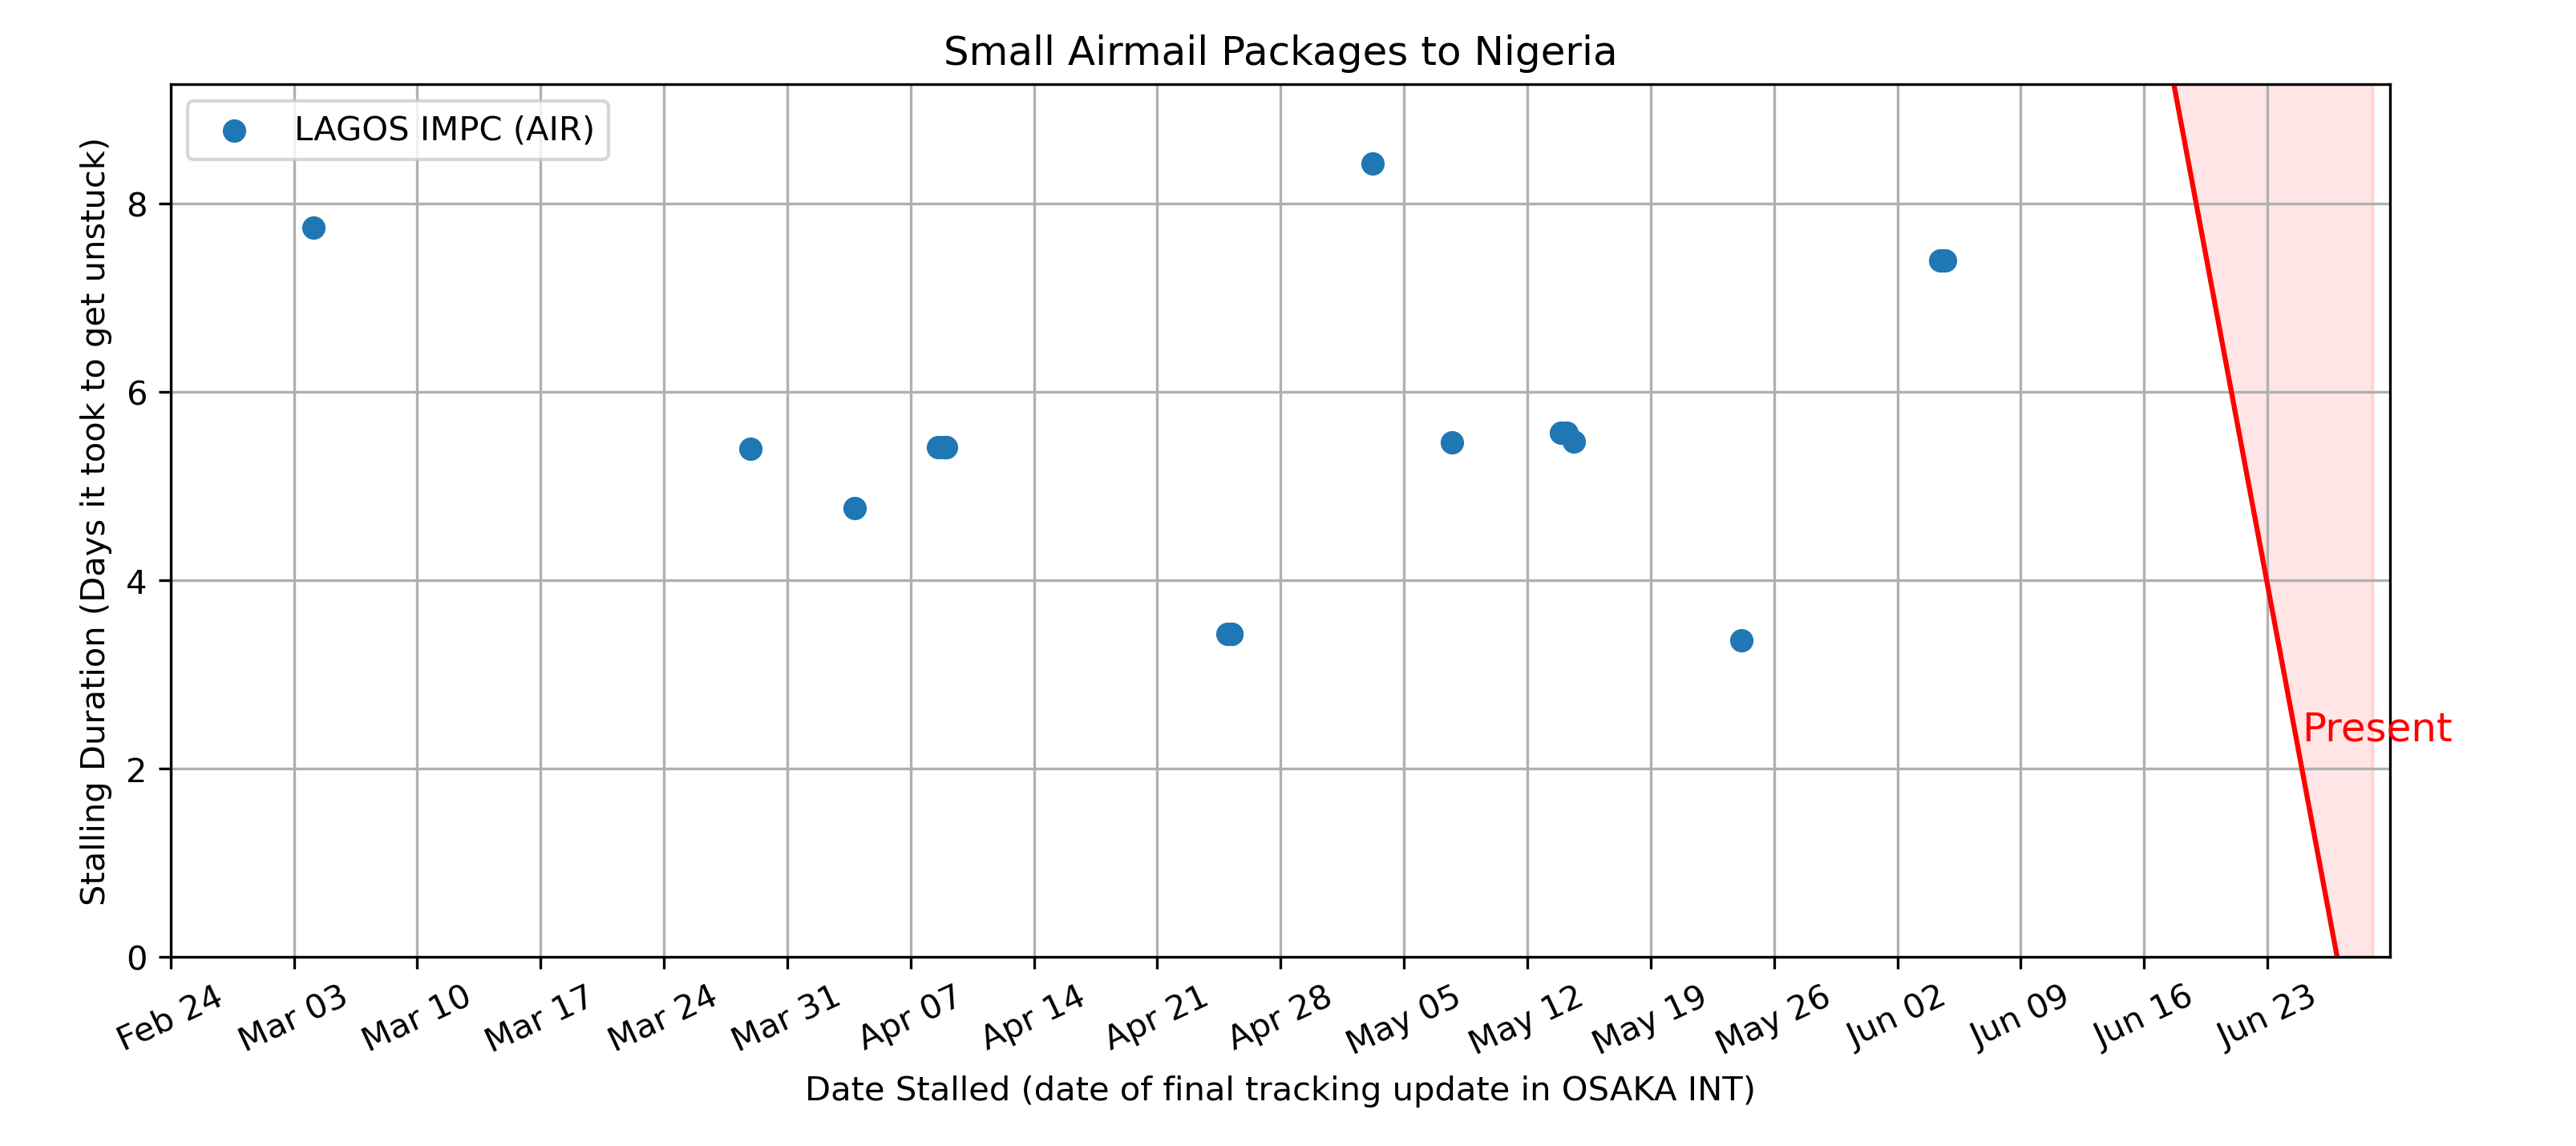 Small Airmail Packages to Nigeria
LAGOS IMPC (AIR)
Stalling Duration (Days it took to get unstuck)
8
6
4
2
0
Present
Feb 24
Mar 03
Mar 10
Mar 17
Mar 24
Mar 31
Apr 07
Apr 14
Apr 21
Apr 28
May 05
May 12
May 19
May 26
Jun 02
Jun 09
Jun 16
Jun 23
Date Stalled (date of final tracking update in OSAKA INT)